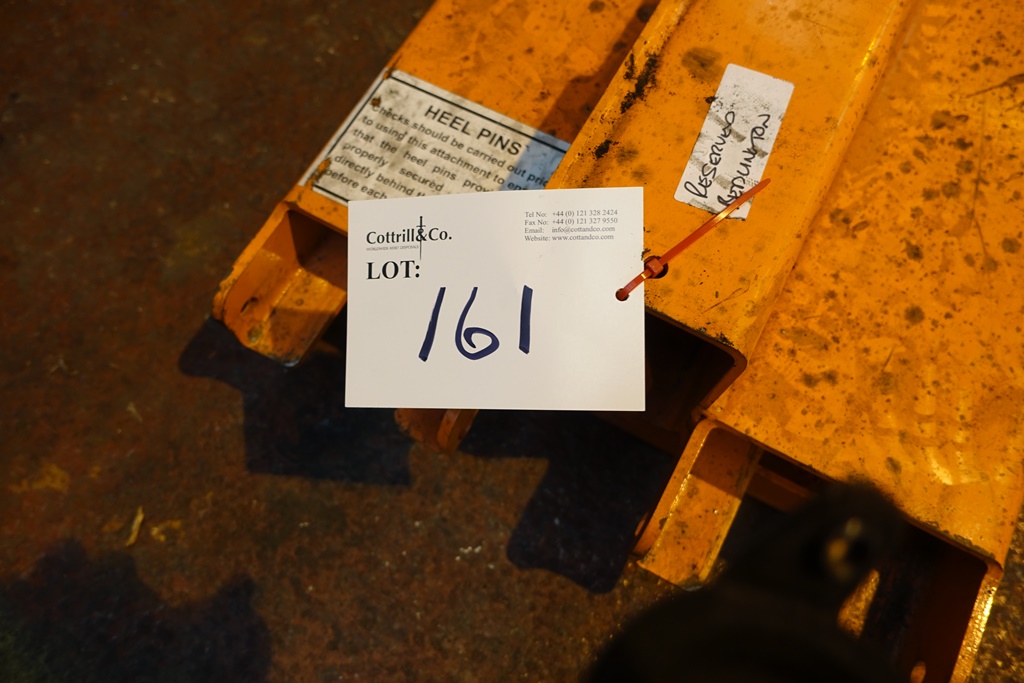 HEEL PINS
checks should be carried out
to using this attachment to
that the heel pins
properly secured
directly behind
before each
RESERVED
REDLINGTON
Cottrill&Co.
Tel No: +44 (0) 121 328 2424
Fax No: +44 (0) 121 327 9550
Email: info@cottandco.com
Website: www.cottandco.com
LOT:
161